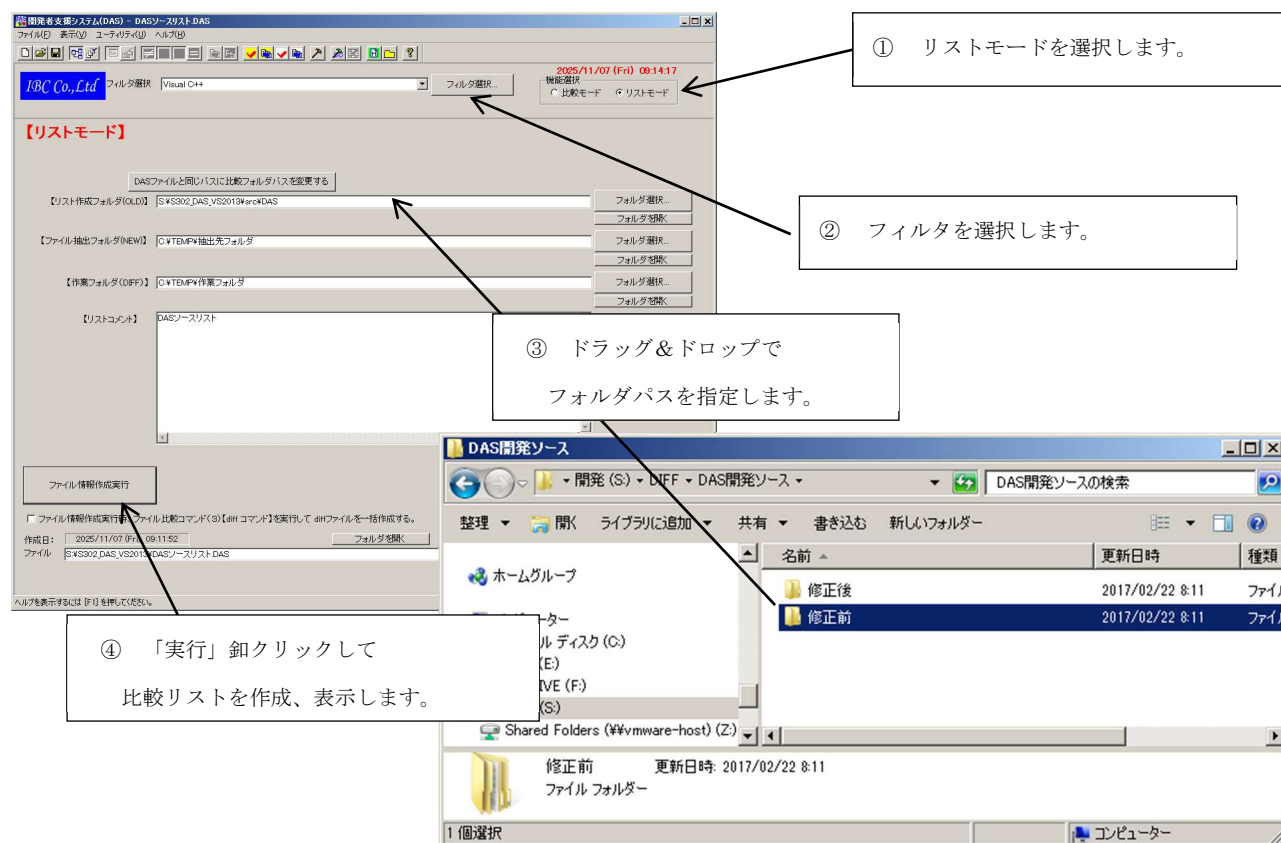 開発者支援システム(DAS) - DASソースリスト.DAS
ファイル(F) 表示(V) ユーティリティ(U) ヘルプ(H)
2025/11/07 (Fri) 09:14:17
IBC Co.,Ltd
フィルタ選択
Visual C++
フィルタ選択...
機能選択
比較モード
リストモード
① リストモードを選択します。
【リストモード】
DASファイルと同じパスに比較フォルダパスを変更する
【リスト作成フォルダ(OLD)】
S:¥S302_DAS_VS2013¥src¥DAS
フォルダ選択...
フォルダを開く
② フィルタを選択します。
【ファイル抽出フォルダ(NEW)】
C:¥TEMP¥抽出先フォルダ
フォルダ選択...
フォルダを開く
【作業フォルダ(DIFF)】
C:¥TEMP¥作業フォルダ
フォルダ選択...
フォルダを開く
【リストコメント】
DASソースリスト
③ ドラッグ&ドロップで
フォルダパスを指定します。
ファイル情報作成実行
ファイル情報作成実行 ファイル比較コマンド(3)【diff コマンド】を実行して diffファイルを一括作成する。
作成日:
2025/11/07 (Fri) 09:11:52
フォルダを開く
ファイル
S:¥S302_DAS_VS2013¥DASソースリスト.DAS
ヘルプを表示するには [F1] を押してください。
④ 「実行」釦クリックして
比較リストを作成、表示します。
DAS開発ソース
開発 (S:) DIFF DAS開発ソース
DAS開発ソースの検索
整理 開く ライブラリに追加 共有 書き込む 新しいフォルダー
名前 更新日時 種類
ホームグループ
修正後 2017/02/22 8:11 ファイル
修正前 2017/02/22 8:11 ファイル
ーター
ル ディスク (C:)
(E:)
IVE (F:)
(S:)
Shared Folders (¥¥vmware-host) (Z:)
修正前 更新日時: 2017/02/22 8:11
ファイル フォルダー
1 個選択
コンピューター